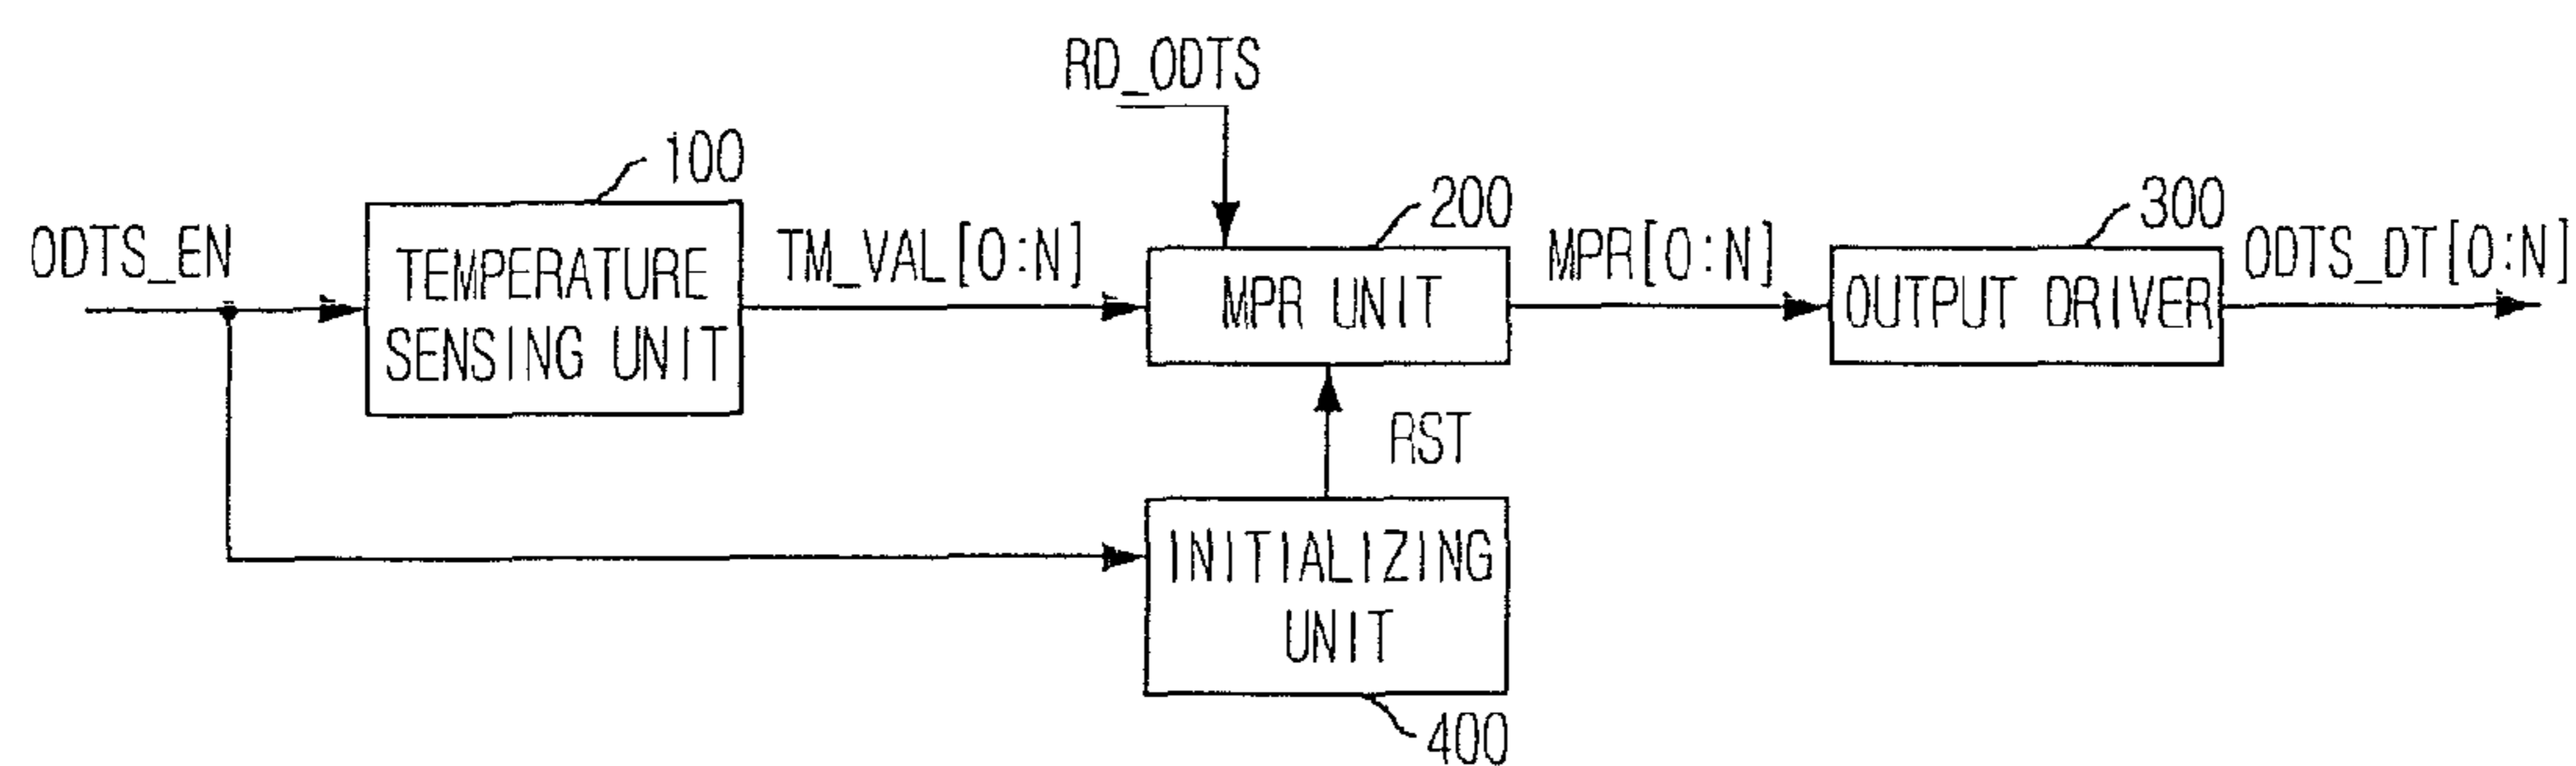 RD_ODTS
100
200
300
ODTS_EN
TEMPERATURE
SENSING UNIT
TM_VAL[0:N]
MPR UNIT
MPR[0:N]
OUTPUT DRIVER
ODTS_DT[0:N]
RST
INITIALIZING
UNIT
400